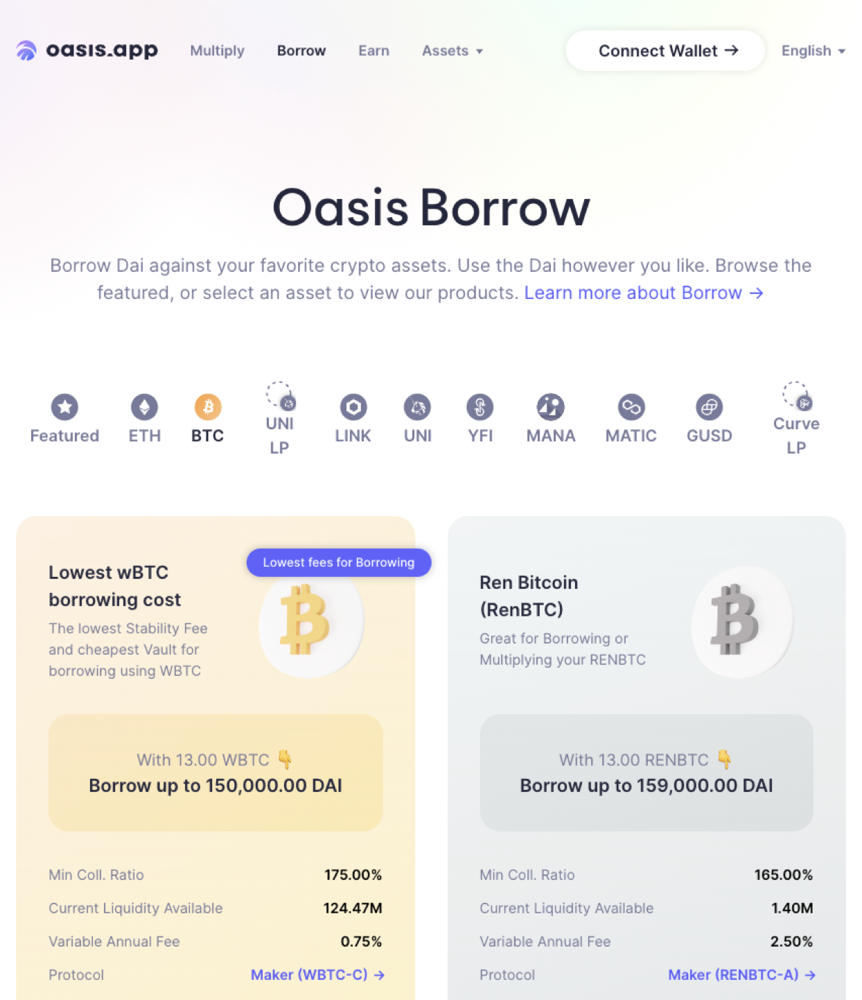 oasis.app Multiply Borrow Earn Assets Connect Wallet → English
Oasis Borrow
Borrow Dai against your favorite crypto assets. Use the Dai however you like. Browse the
featured, or select an asset to view our products. Learn more about Borrow →
Featured ETH BTC UNI LP LINK UNI YFI MANA MATIC GUSD Curve LP
Lowest fees for Borrowing
Lowest wBTC
borrowing cost
The lowest Stability Fee
and cheapest Vault for
borrowing using WBTC
With 13.00 WBTC 👇
Borrow up to 150,000.00 DAI
Min Coll. Ratio 175.00%
Current Liquidity Available 124.47M
Variable Annual Fee 0.75%
Protocol Maker (WBTC-C) →
Ren Bitcoin
(RenBTC)
Great for Borrowing or
Multiplying your RENBTC
With 13.00 RENBTC 👇
Borrow up to 159,000.00 DAI
Min Coll. Ratio 165.00%
Current Liquidity Available 1.40M
Variable Annual Fee 2.50%
Protocol Maker (RENBTC-A) →